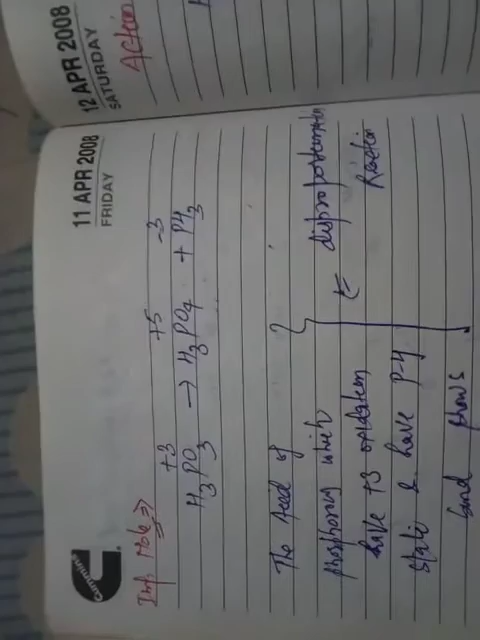 Cummins
11 APR 2008
FRIDAY
Imp. Note ⇒
+3 +5 -3
H3PO3 → H3PO4 + PH3
The Acid of
phosphorus which
have +3 oxidation
state & have P-H
bond shows
⇐ disproportionation
Reaction
12 APR 2008
SATURDAY
Action